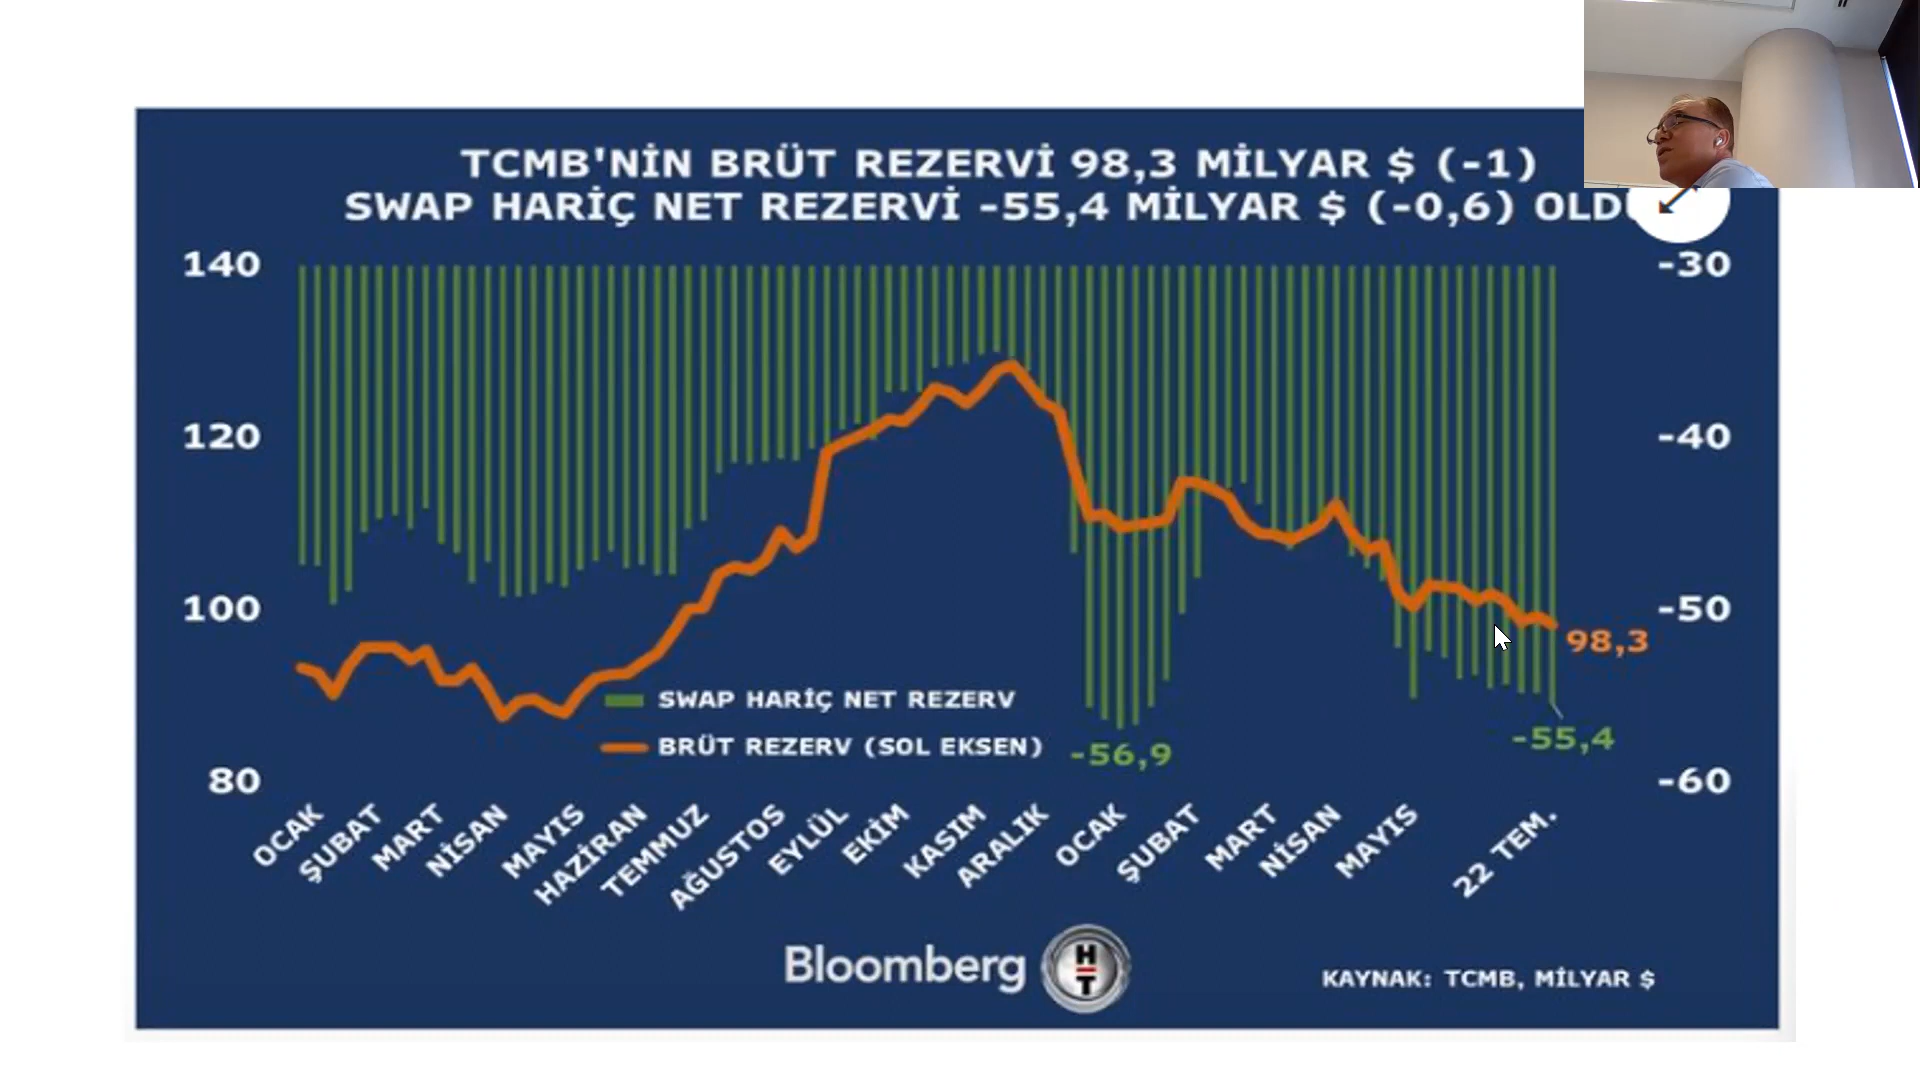 TCMB'NİN BRÜT REZERVİ 98,3 MİLYAR $ (-1)
SWAP HARİÇ NET REZERVİ -55,4 MİLYAR $ (-0,6)
140
-30
120
-40
100
-50
98,3
SWAP HARİÇ NET REZERV
BRÜT REZERV (SOL EKSEN)
-56,9
-55,4
80
-60
OCAK
ŞUBAT
MART
NİSAN
MAYIS
HAZİRAN
TEMMUZ
AĞUSTOS
EYLÜL
EKİM
KASIM
ARALIK
OCAK
ŞUBAT
MART
NİSAN
MAYIS
22 TEM.
Bloomberg HT
KAYNAK: TCMB, MİLYAR $